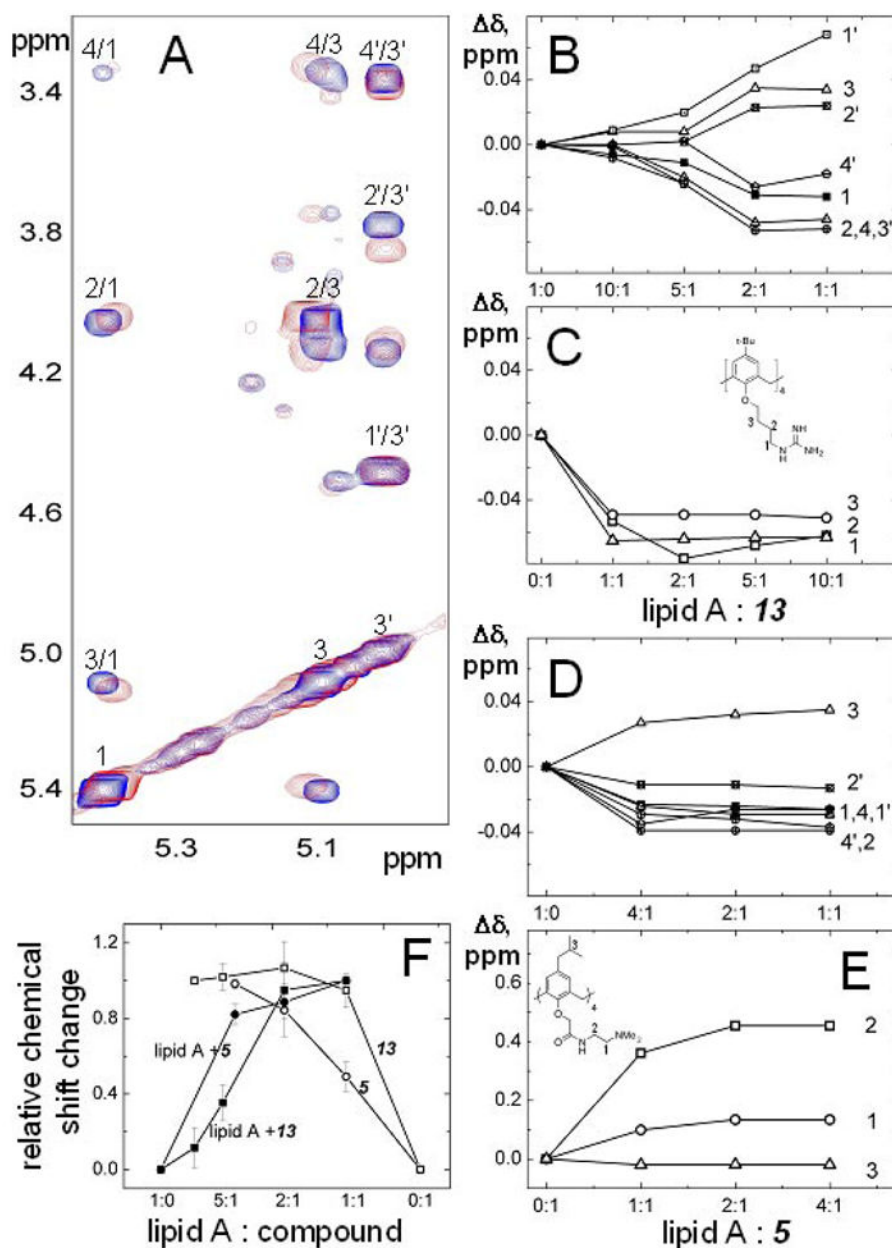 ppm
A
4/1
4/3
4'/3'
3.4
2'/3'
3.8
2/1
2/3
4.2
1'/3'
4.6
3/1
3
3'
5.0
1
5.4
5.3
5.1
ppm
Δδ,
ppm
B
1'
3
2'
4'
1
2,4,3'
0.04
0.00
-0.04
1:0
10:1
5:1
2:1
1:1
Δδ,
ppm
C
t-Bu
4
O
3
2
1
N
H
NH
NH2
0.04
0.00
-0.04
3
2
1
0:1
1:1
2:1
5:1
10:1
lipid A : 13
Δδ,
ppm
D
3
2'
1,4,1'
4',2
0.04
0.00
-0.04
1:0
4:1
2:1
1:1
Δδ,
ppm
E
3
4
O
O
N
H
2
1
NMe2
0.6
0.4
0.2
0.0
2
1
3
0:1
1:1
2:1
4:1
lipid A : 5
F
relative chemical
shift change
1.2
0.8
0.4
0.0
lipid A +5
lipid A +13
13
5
1:0
5:1
2:1
1:1
0:1
lipid A : compound